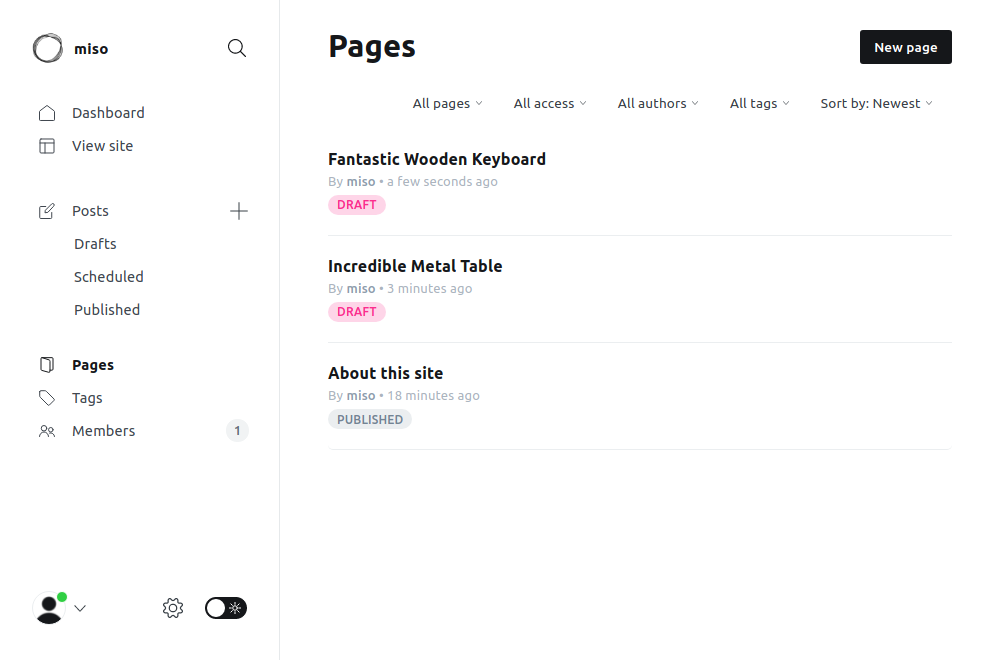 miso
Dashboard
View site
Posts
Drafts
Scheduled
Published
Pages
Tags
Members 1
Pages
New page
All pages All access All authors All tags Sort by: Newest
Fantastic Wooden Keyboard
By miso • a few seconds ago
DRAFT
Incredible Metal Table
By miso • 3 minutes ago
DRAFT
About this site
By miso • 18 minutes ago
PUBLISHED